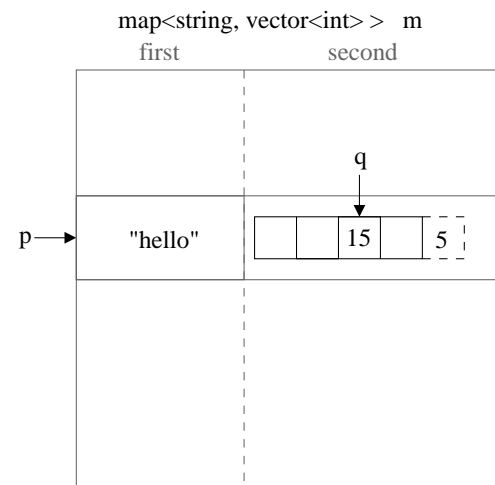 map<string, vector<int> > m
first second
q
p "hello" 15 5